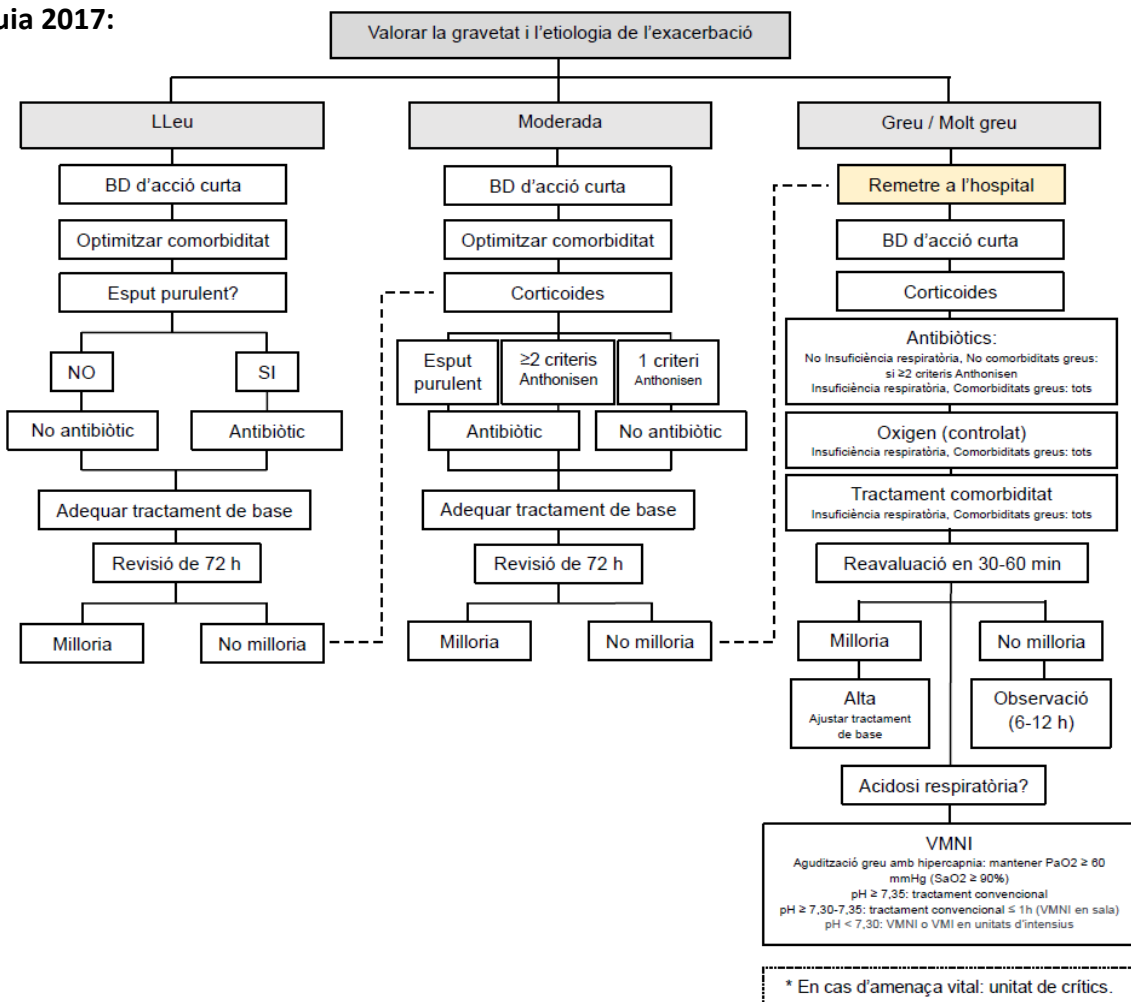 uia 2017:
Valorar la gravetat i l'etiologia de l'exacerbació
LLeu
BD d'acció curta
Optimitzar comorbiditat
Esput purulent?
NO
SI
No antibiòtic
Antibiòtic
Adequar tractament de base
Revisió de 72 h
Milloria
No milloria
Moderada
BD d'acció curta
Optimitzar comorbiditat
Corticoides
Esput
purulent
≥2 criteris
Anthonisen
1 criteri
Anthonisen
Antibiòtic
No antibiòtic
Adequar tractament de base
Revisió de 72 h
Milloria
No milloria
Greu / Molt greu
Remetre a l'hospital
BD d'acció curta
Corticoides
Antibiòtics:
No Insuficiència respiratòria, No comorbiditats greus:
si ≥2 criteris Anthonisen
Insuficiència respiratòria, Comorbiditats greus: tots
Oxigen (controlat)
Insuficiència respiratòria, Comorbiditats greus: tots
Tractament comorbiditat
Insuficiència respiratòria, Comorbiditats greus: tots
Reavaluació en 30-60 min
Milloria
No milloria
Alta
Ajustar tractament
de base
Observació
(6-12 h)
Acidosi respiratòria?
VMNI
Agudització greu amb hipercapnia: mantener PaO2 ≥ 60
mmHg (SaO2 ≥ 90%)
pH ≥ 7,35: tractament convencional
pH ≥ 7,30-7,35: tractament convencional ≤ 1h (VMNI en sala)
pH < 7,30: VMNI o VMI en unitats d'intensius
* En cas d'amenaça vital: unitat de crítics.